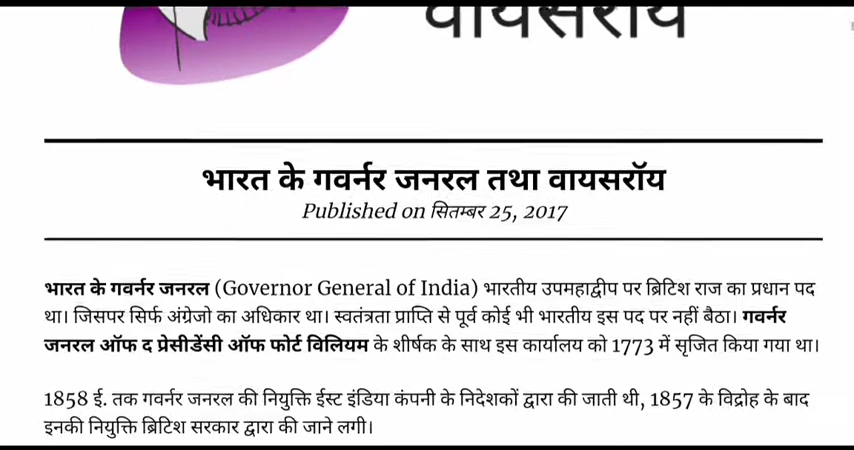 वायसराय
भारत के गवर्नर जनरल तथा वायसरॉय
Published on सितम्बर 25, 2017
भारत के गवर्नर जनरल (Governor General of India) भारतीय उपमहाद्वीप पर ब्रिटिश राज का प्रधान पद
था। जिसपर सिर्फ अंग्रेजो का अधिकार था। स्वतंत्रता प्राप्ति से पूर्व कोई भी भारतीय इस पद पर नहीं बैठा। गवर्नर
जनरल ऑफ द प्रेसीडेंसी ऑफ फोर्ट विलियम के शीर्षक के साथ इस कार्यालय को 1773 में सृजित किया गया था।
1858 ई. तक गवर्नर जनरल की नियुक्ति ईस्ट इंडिया कंपनी के निदेशकों द्वारा की जाती थी, 1857 के विद्रोह के बाद
इनकी नियुक्ति ब्रिटिश सरकार द्वारा की जाने लगी।